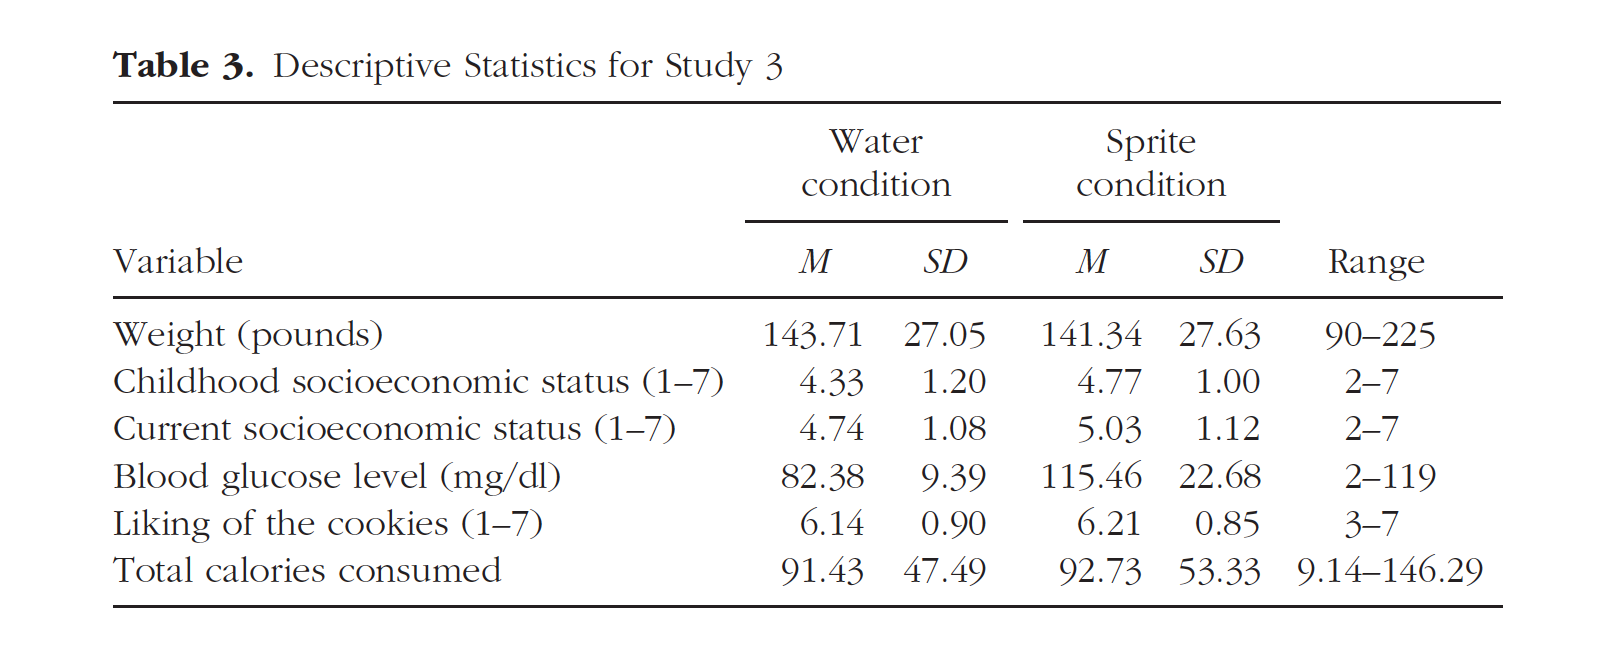 Table 3. Descriptive Statistics for Study 3
Water condition Sprite condition
Variable M SD M SD Range
Weight (pounds) 143.71 27.05 141.34 27.63 90–225
Childhood socioeconomic status (1–7) 4.33 1.20 4.77 1.00 2–7
Current socioeconomic status (1–7) 4.74 1.08 5.03 1.12 2–7
Blood glucose level (mg/dl) 82.38 9.39 115.46 22.68 2–119
Liking of the cookies (1–7) 6.14 0.90 6.21 0.85 3–7
Total calories consumed 91.43 47.49 92.73 53.33 9.14–146.29